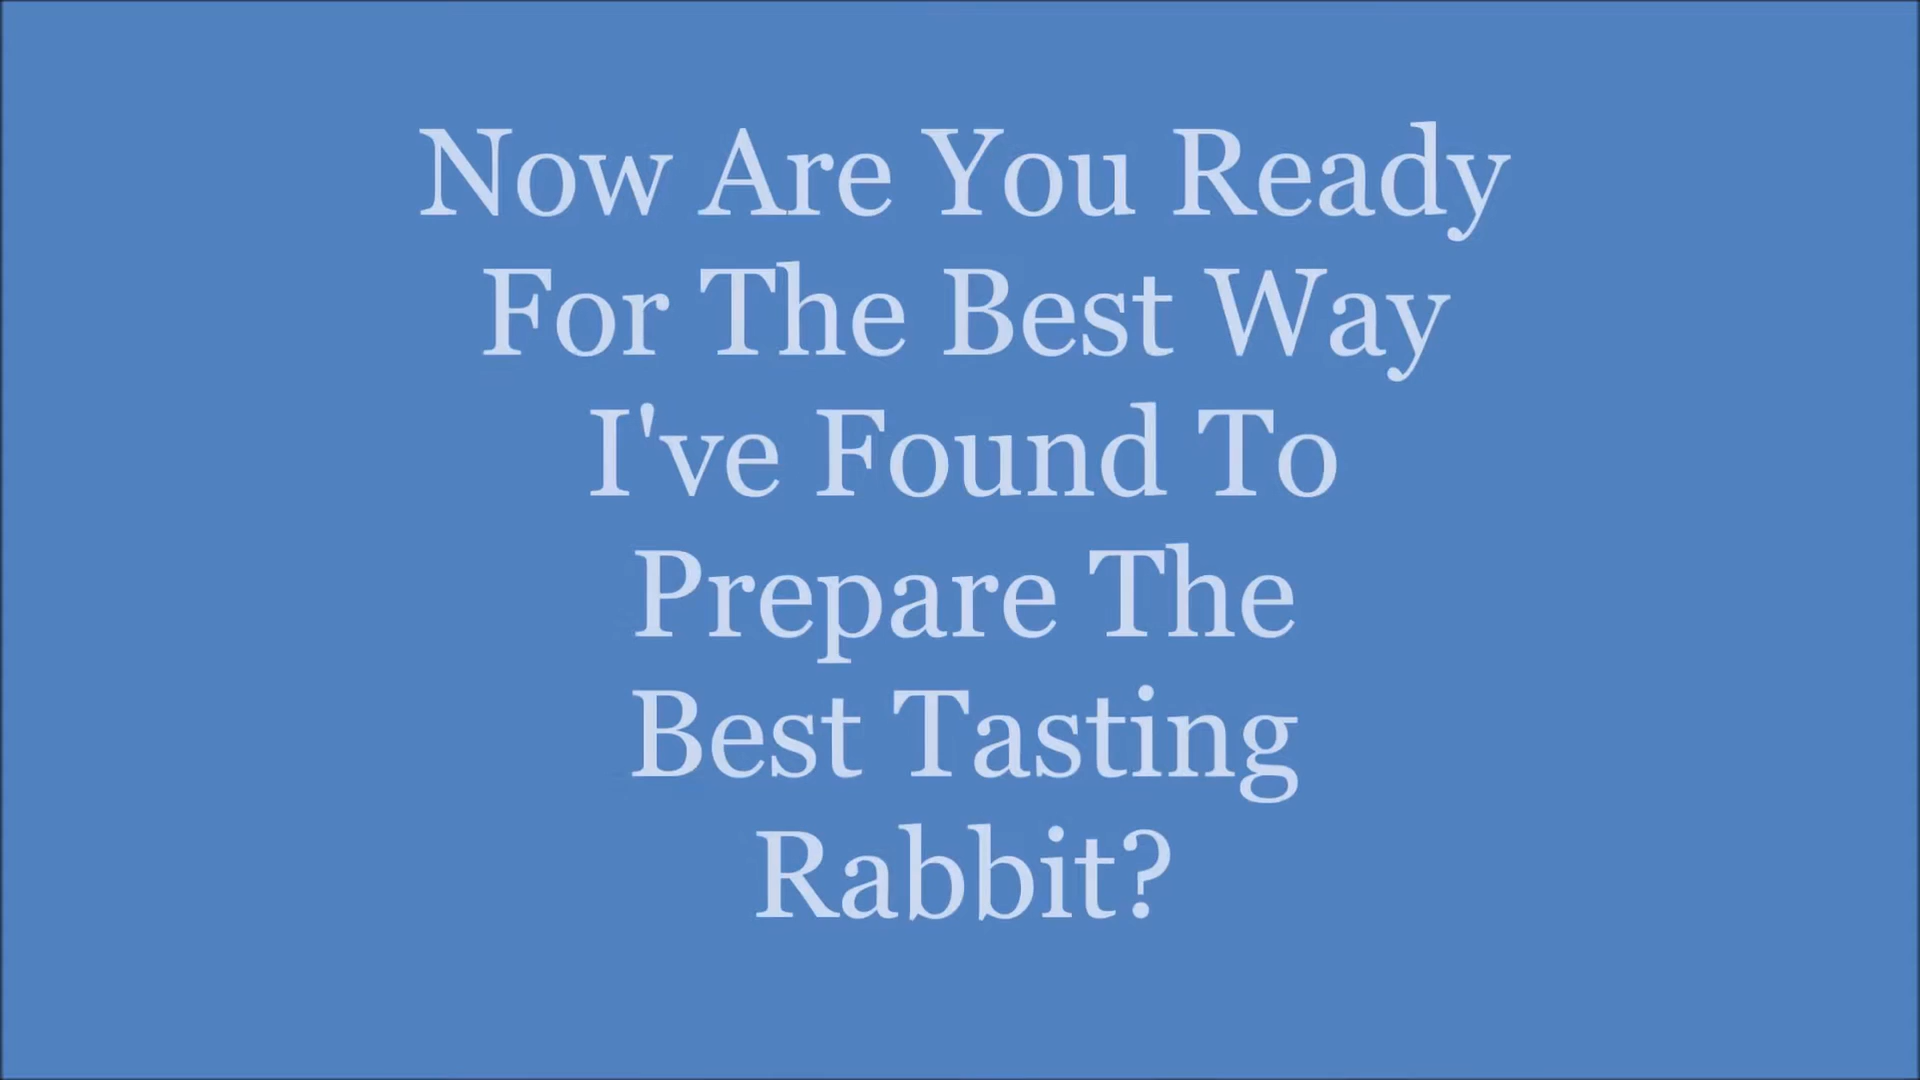 Now Are You Ready
For The Best Way
I've Found To
Prepare The
Best Tasting
Rabbit?